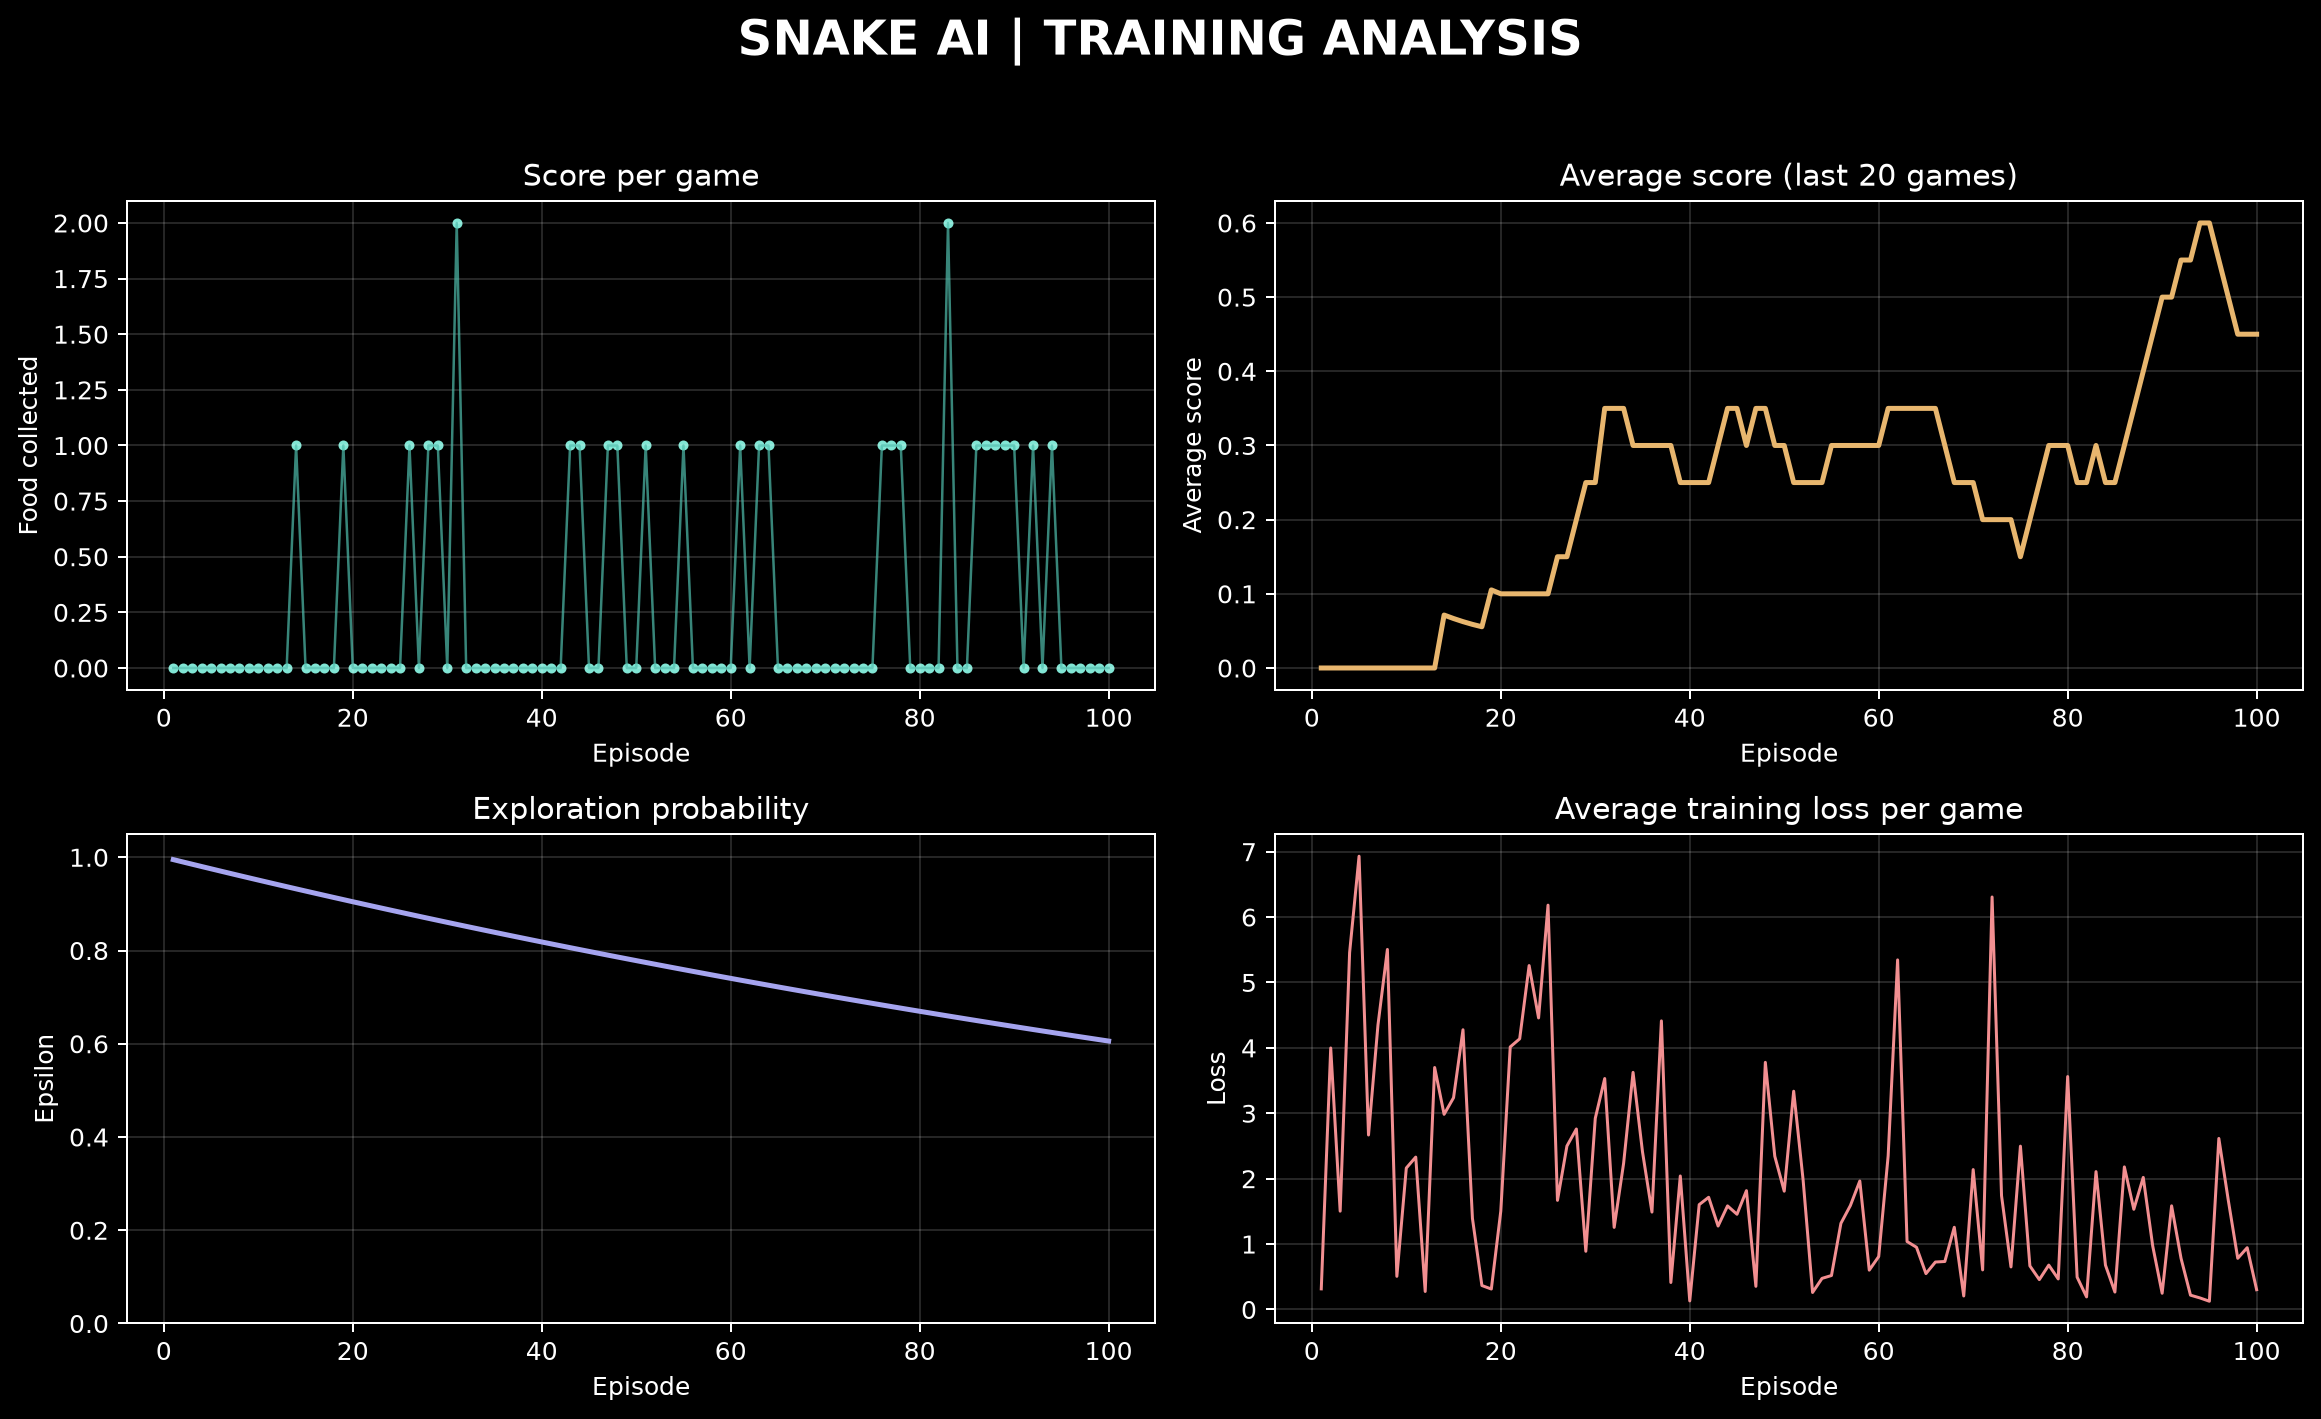 SNAKE AI | TRAINING ANALYSIS
Score per game
Food collected
2.00
1.75
1.50
1.25
1.00
0.75
0.50
0.25
0.00
0 20 40 60 80 100
Episode
Average score (last 20 games)
Average score
0.6
0.5
0.4
0.3
0.2
0.1
0.0
0 20 40 60 80 100
Episode
Exploration probability
Epsilon
1.0
0.8
0.6
0.4
0.2
0.0
0 20 40 60 80 100
Episode
Average training loss per game
Loss
7
6
5
4
3
2
1
0
0 20 40 60 80 100
Episode